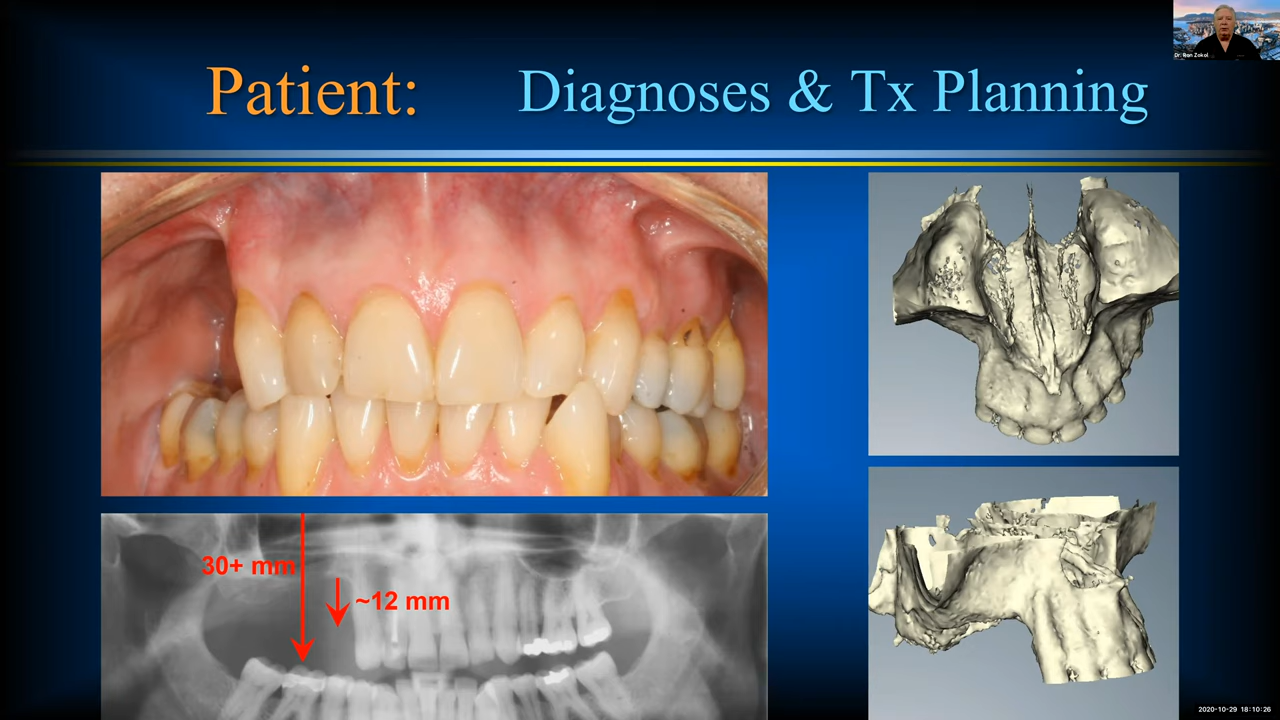 Patient:
Diagnoses & Tx Planning
Dr. Ron Zokol
30+ mm
~12 mm
2020-10-29 18:10:26